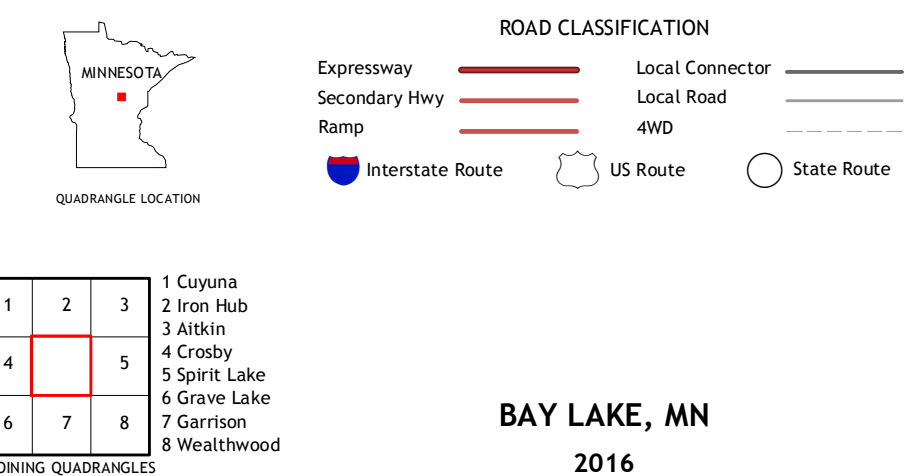 ROAD CLASSIFICATION
MINNESOTA
Expressway
Local Connector
Secondary Hwy
Local Road
Ramp
4WD
Interstate Route
US Route
State Route
QUADRANGLE LOCATION
1 2 3
4 5
6 7 8
1 Cuyuna
2 Iron Hub
3 Aitkin
4 Crosby
5 Spirit Lake
6 Grave Lake
7 Garrison
8 Wealthwood
OINING QUADRANGLES
BAY LAKE, MN
2016